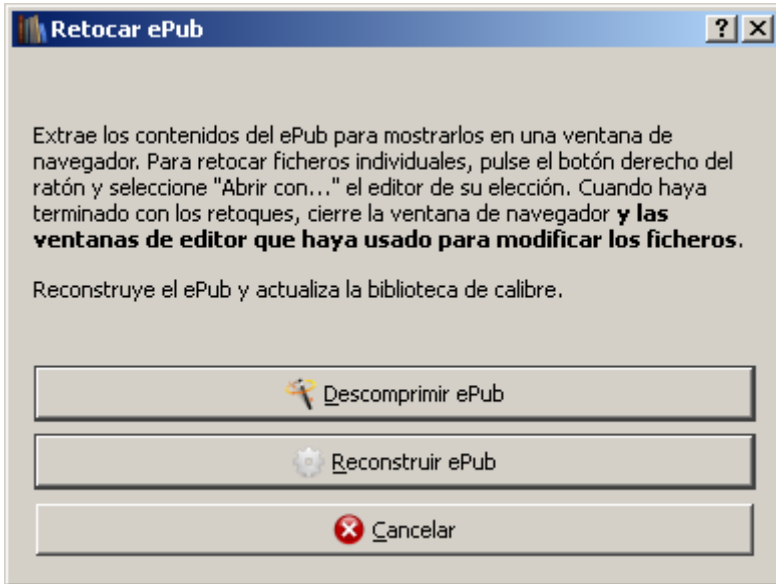 Retocar ePub
Extrae los contenidos del ePub para mostrarlos en una ventana de
navegador. Para retocar ficheros individuales, pulse el botón derecho del
ratón y seleccione "Abrir con..." el editor de su elección. Cuando haya
terminado con los retoques, cierre la ventana de navegador y las
ventanas de editor que haya usado para modificar los ficheros.
Reconstruye el ePub y actualiza la biblioteca de calibre.
Descomprimir ePub
Reconstruir ePub
Cancelar